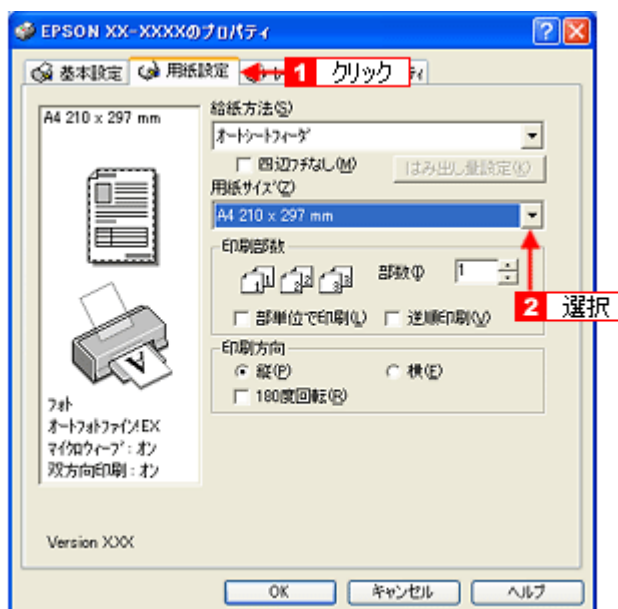 EPSON XX-XXXXのプロパティ
基本設定 用紙設定 1 クリック ティ
A4 210 x 297 mm
給紙方法(S)
オートシートフィーダ
四辺フチなし(M) はみ出し量設定(K)
用紙サイズ(Z)
A4 210 x 297 mm
印刷部数
部数(I) 1
2 選択
部単位で印刷(L) 逆順印刷(V)
印刷方向
縦(P) 横(E)
180度回転(R)
フォト
オートフォトファイン!EX
マイクロウィーブ : オン
双方向印刷 : オン
Version XXX
OK キャンセル ヘルプ